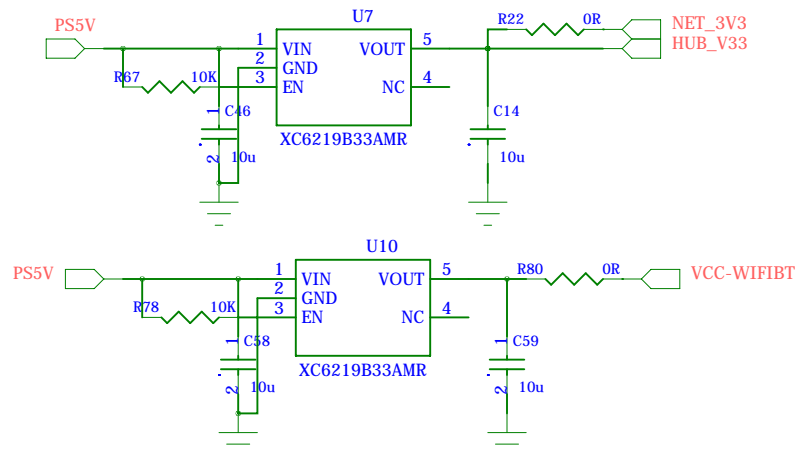 U7
PS5V
R22
0R
NET_3V3
HUB_V33
1
VIN
VOUT
5
2
GND
R67
10K
3
EN
NC
4
1
C46
C14
2
10u
10u
XC6219B33AMR
U10
PS5V
1
VIN
VOUT
5
R80
0R
VCC-WIFIBT
2
GND
R78
10K
3
EN
NC
4
1
C58
1
C59
XC6219B33AMR
2
10u
2
10u